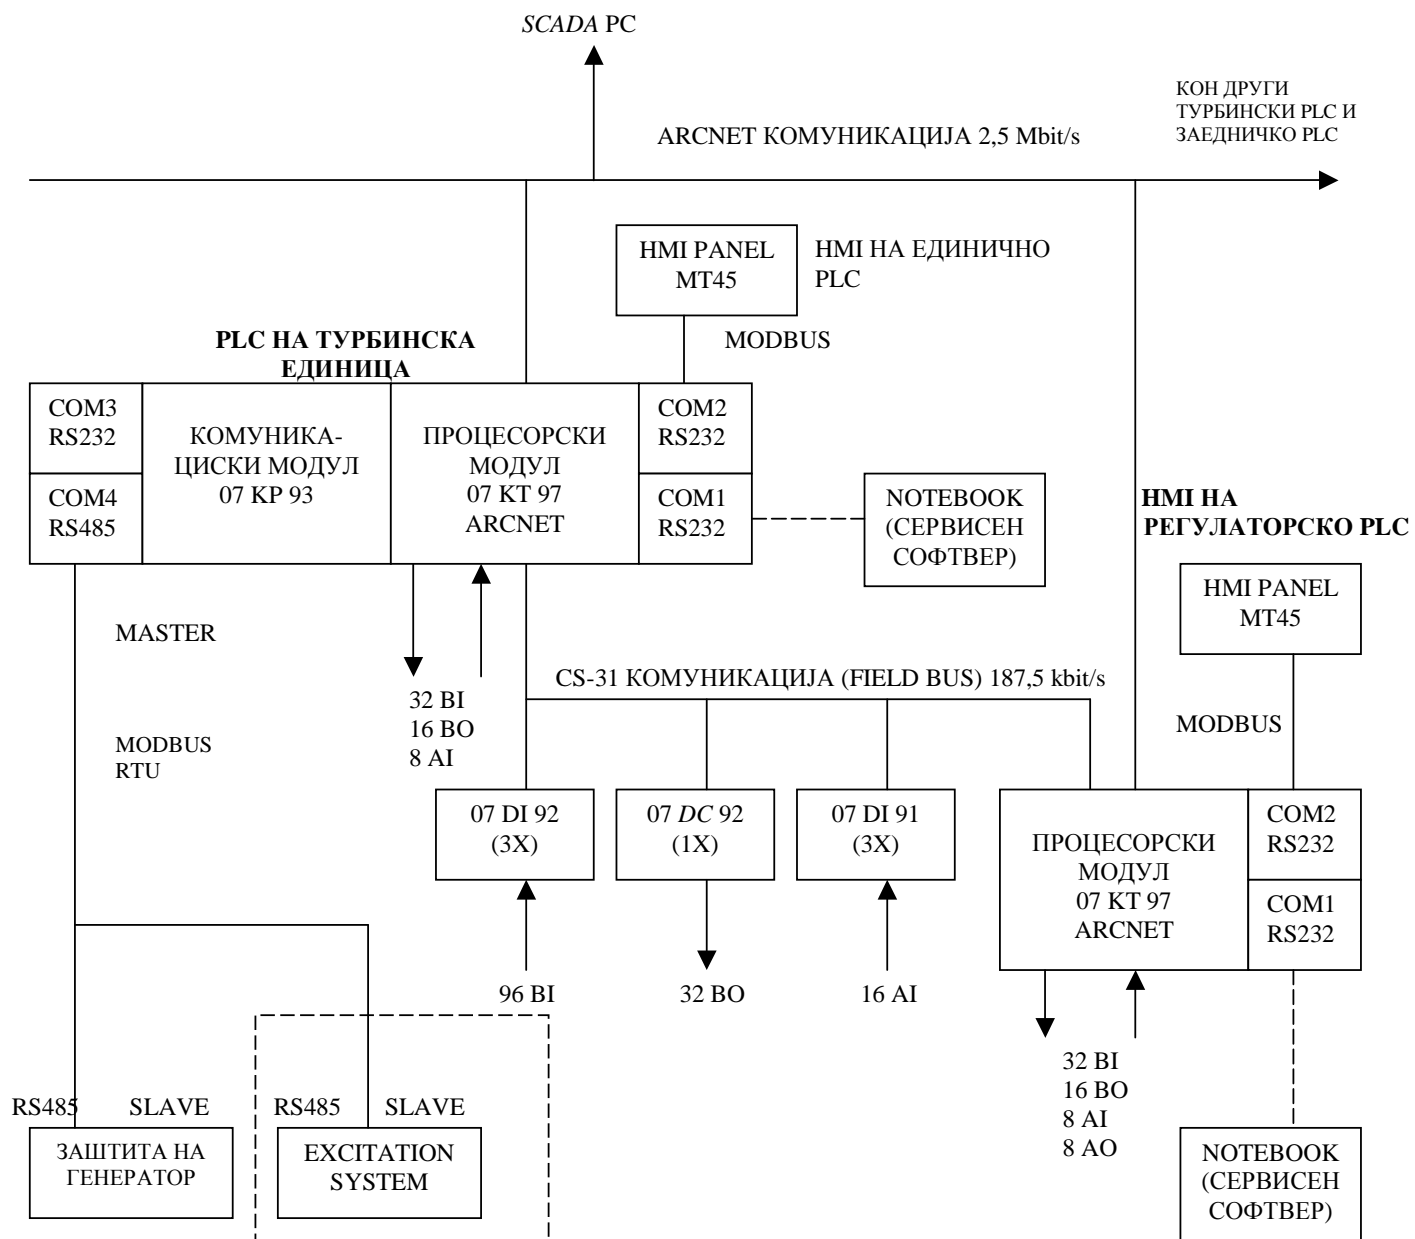 SCADA PC
КОН ДРУГИ
ТУРБИНСКИ PLC И
ЗАЕДНИЧКО PLC
ARCNET КОМУНИКАЦИЈА 2,5 Mbit/s
HMI PANEL
MT45
HMI НА ЕДИНИЧНО
PLC
MODBUS
PLC НА ТУРБИНСКА
ЕДИНИЦА
COM3
RS232
COM4
RS485
КОМУНИКА-
ЦИСКИ МОДУЛ
07 KP 93
ПРОЦЕСОРСКИ
МОДУЛ
07 KT 97
ARCNET
COM2
RS232
COM1
RS232
NOTEBOOK
(СЕРВИСЕН
СОФТВЕР)
HMI НА
РЕГУЛАТОРСКО PLC
HMI PANEL
MT45
MODBUS
MASTER
MODBUS
RTU
32 BI
16 BO
8 AI
CS-31 КОМУНИКАЦИЈА (FIELD BUS) 187,5 kbit/s
07 DI 92
(3X)
07 DC 92
(1X)
07 DI 91
(3X)
96 BI
32 BO
16 AI
ПРОЦЕСОРСКИ
МОДУЛ
07 KT 97
ARCNET
COM2
RS232
COM1
RS232
32 BI
16 BO
8 AI
8 AO
NOTEBOOK
(СЕРВИСЕН
СОФТВЕР)
RS485
SLAVE
ЗАШТИТА НА
ГЕНЕРАТОР
RS485
SLAVE
EXCITATION
SYSTEM